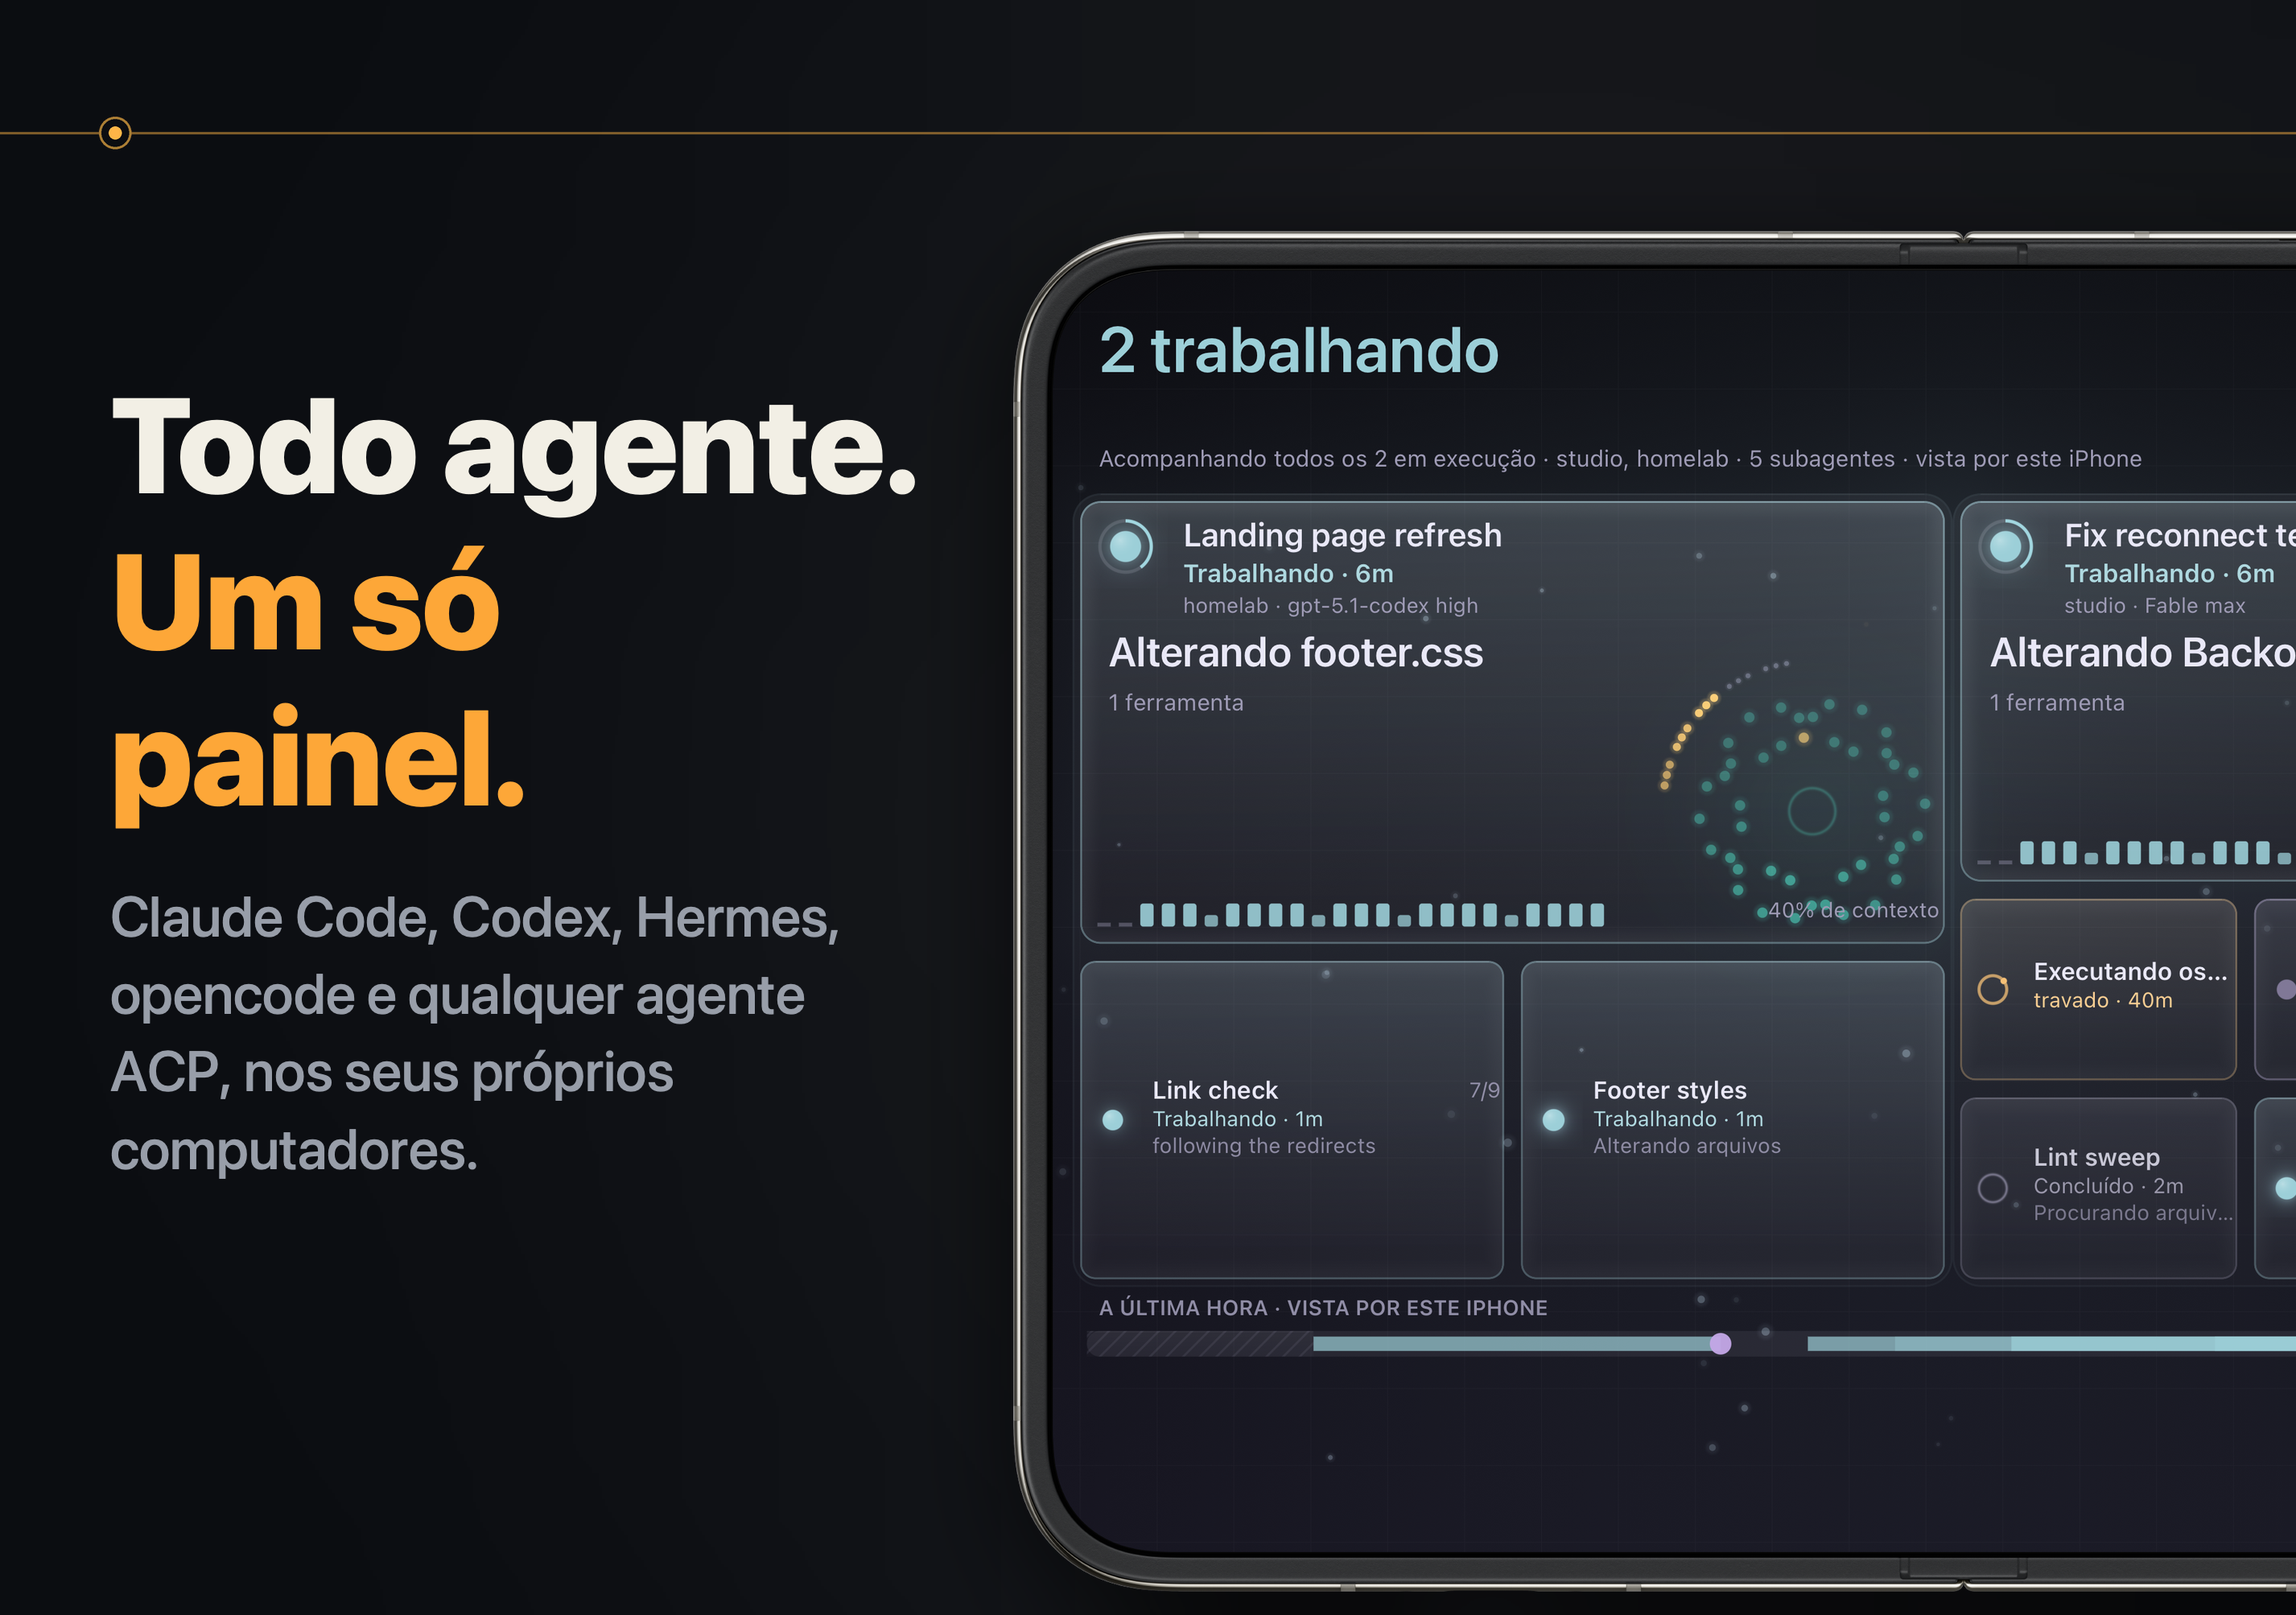 Todo agente.
Um só
painel.
Claude Code, Codex, Hermes,
opencode e qualquer agente
ACP, nos seus próprios
computadores.
2 trabalhando
Acompanhando todos os 2 em execução · studio, homelab · 5 subagentes · vista por este iPhone
Landing page refresh
Trabalhando · 6m
homelab · gpt-5.1-codex high
Alterando footer.css
1 ferramenta
40% de contexto
Fix reconnect te
Trabalhando · 6m
studio · Fable max
Alterando Backo
1 ferramenta
Link check
7/9
Trabalhando · 1m
following the redirects
Footer styles
Trabalhando · 1m
Alterando arquivos
Executando os...
travado · 40m
Lint sweep
Concluído · 2m
Procurando arquiv...
A ÚLTIMA HORA · VISTA POR ESTE IPHONE